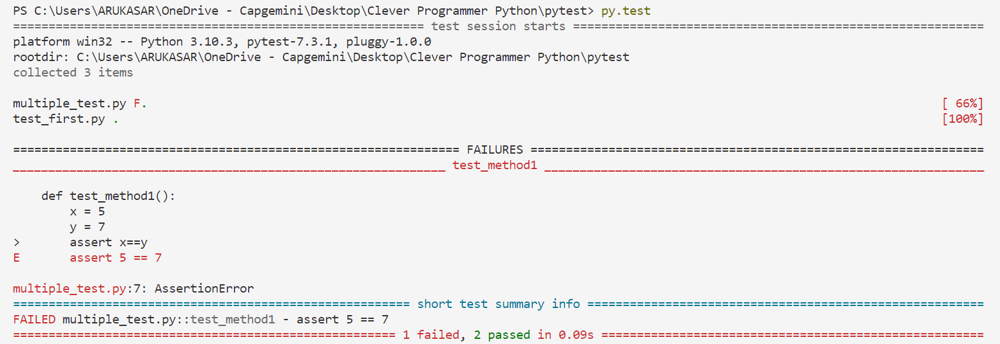 PS C:\Users\ARUKASAR\OneDrive - Capgemini\Desktop\Clever Programmer Python\pytest> py.test
========================================================== test session starts ==========================================================
platform win32 -- Python 3.10.3, pytest-7.3.1, pluggy-1.0.0
rootdir: C:\Users\ARUKASAR\OneDrive - Capgemini\Desktop\Clever Programmer Python\pytest
collected 3 items
multiple_test.py F. [ 66%]
test_first.py . [100%]
=============================================================== FAILURES ================================================================
_____________________________________________________________ test_method1 ______________________________________________________________
    def test_method1():
        x = 5
        y = 7
>       assert x==y
E       assert 5 == 7
multiple_test.py:7: AssertionError
======================================================== short test summary info ========================================================
FAILED multiple_test.py::test_method1 - assert 5 == 7
====================================================== 1 failed, 2 passed in 0.09s ======================================================